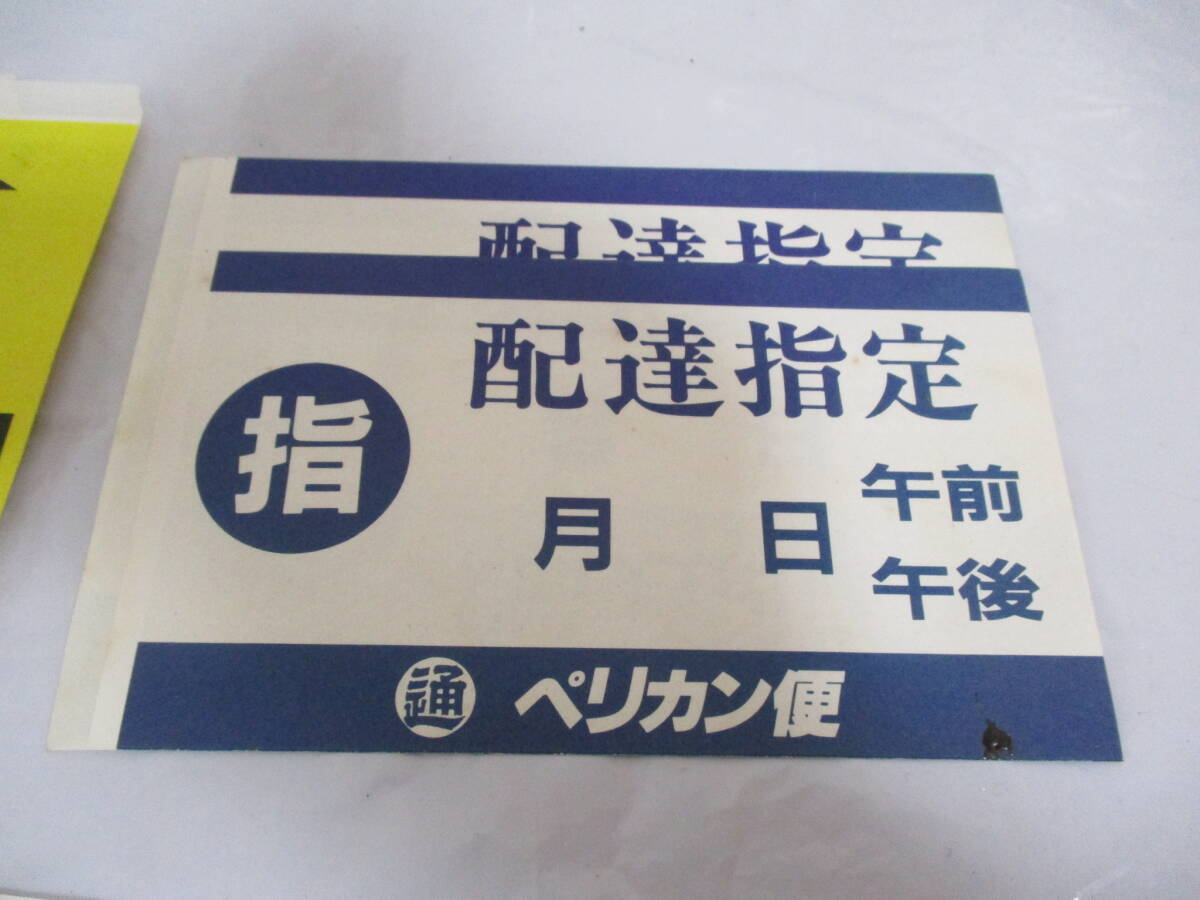 配達指定
配達指定
指
月 日 午前
午後
通 ペリカン便